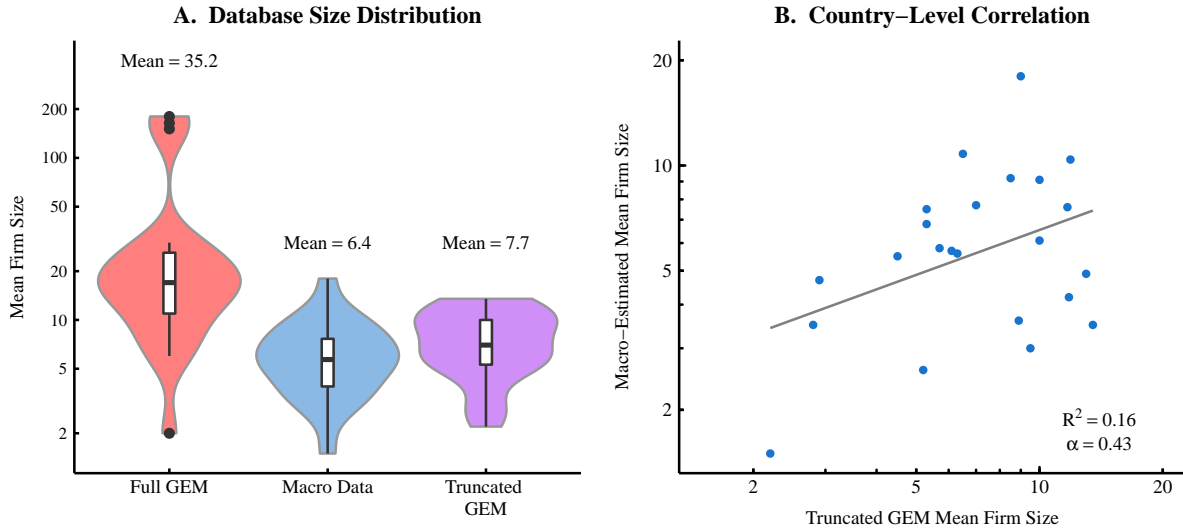 A.  Database Size Distribution
Mean Firm Size
200
100
50
20
10
5
2
Mean = 35.2
Mean = 6.4
Mean = 7.7
Full GEM
Macro Data
Truncated
GEM
B.  Country−Level Correlation
Macro−Estimated Mean Firm Size
20
10
5
2
R² = 0.16
α = 0.43
2
5
10
20
Truncated GEM Mean Firm Size